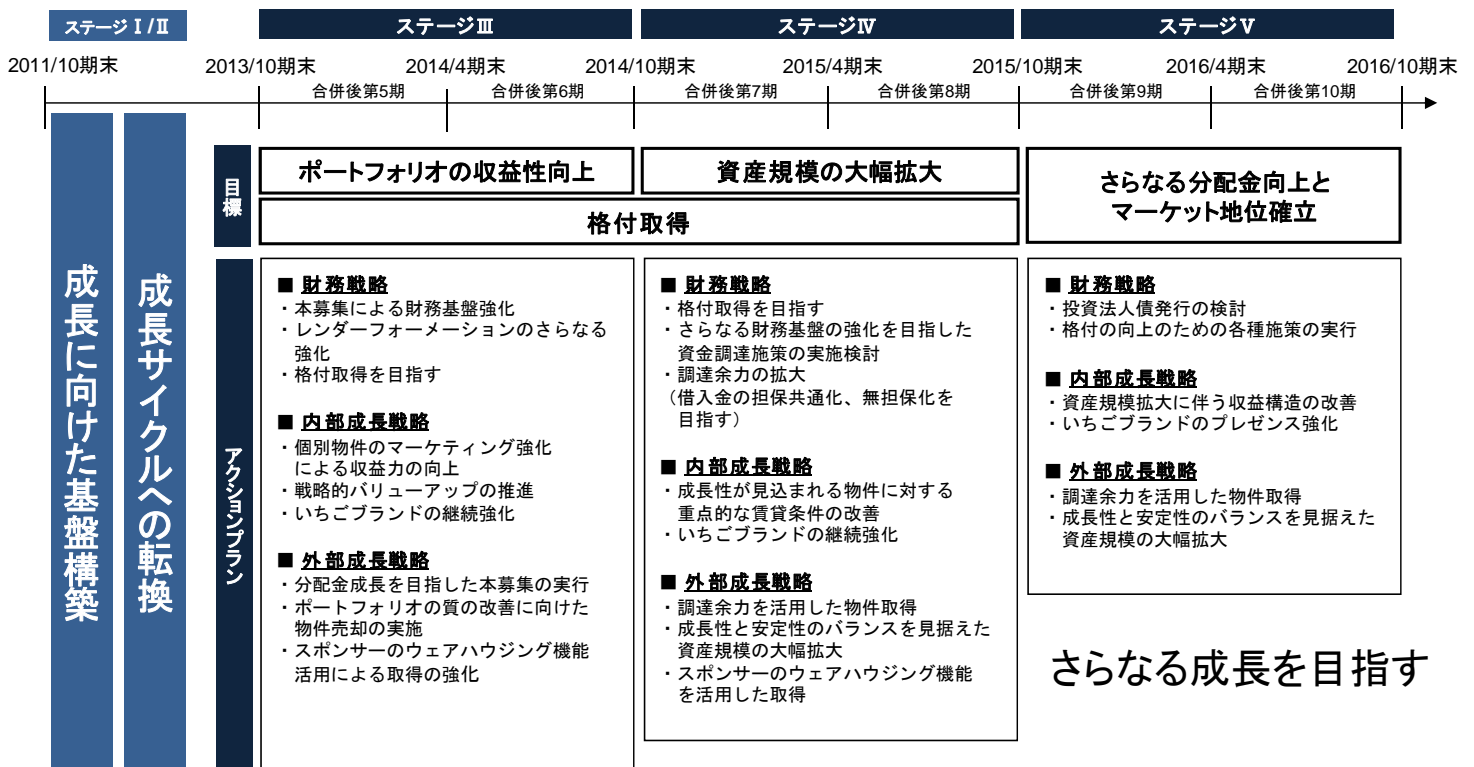 ステージⅠ/Ⅱ
ステージⅢ
ステージⅣ
ステージⅤ
2011/10期末
2013/10期末
2014/4期末
2014/10期末
2015/4期末
2015/10期末
2016/4期末
2016/10期末
合併後第5期
合併後第6期
合併後第7期
合併後第8期
合併後第9期
合併後第10期
成長に向けた基盤構築
成長サイクルへの転換
目標
ポートフォリオの収益性向上
資産規模の大幅拡大
格付取得
さらなる分配金向上と
マーケット地位確立
アクションプラン
■ 財務戦略
・本募集による財務基盤強化
・レンダーフォーメーションのさらなる
強化
・格付取得を目指す
■ 内部成長戦略
・個別物件のマーケティング強化
による収益力の向上
・戦略的バリューアップの推進
・いちごブランドの継続強化
■ 外部成長戦略
・分配金成長を目指した本募集の実行
・ポートフォリオの質の改善に向けた
物件売却の実施
・スポンサーのウェアハウジング機能
活用による取得の強化
■ 財務戦略
・格付取得を目指す
・さらなる財務基盤の強化を目指した
資金調達施策の実施検討
・調達余力の拡大
（借入金の担保共通化、無担保化を
目指す）
■ 内部成長戦略
・成長性が見込まれる物件に対する
重点的な賃貸条件の改善
・いちごブランドの継続強化
■ 外部成長戦略
・調達余力を活用した物件取得
・成長性と安定性のバランスを見据えた
資産規模の大幅拡大
・スポンサーのウェアハウジング機能
を活用した取得
■ 財務戦略
・投資法人債発行の検討
・格付の向上のための各種施策の実行
■ 内部成長戦略
・資産規模拡大に伴う収益構造の改善
・いちごブランドのプレゼンス強化
■ 外部成長戦略
・調達余力を活用した物件取得
・成長性と安定性のバランスを見据えた
資産規模の大幅拡大
さらなる成長を目指す